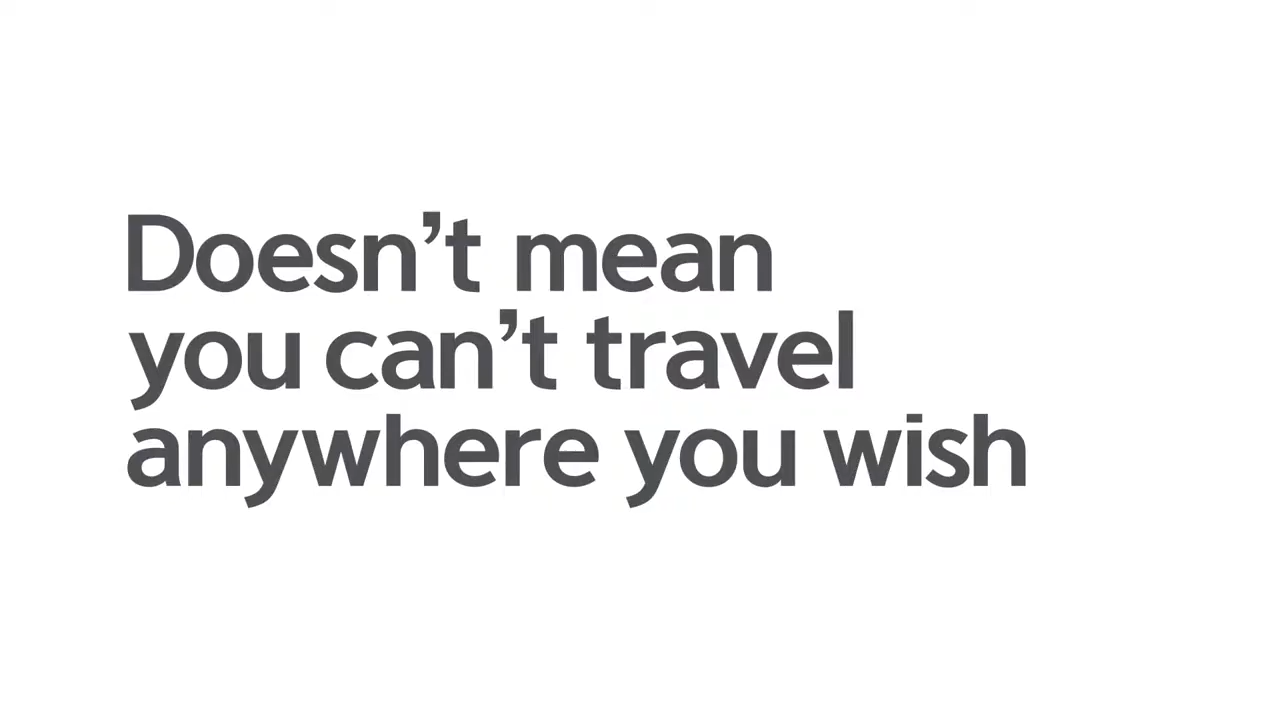 Doesn’t mean
you can’t travel
anywhere you wish